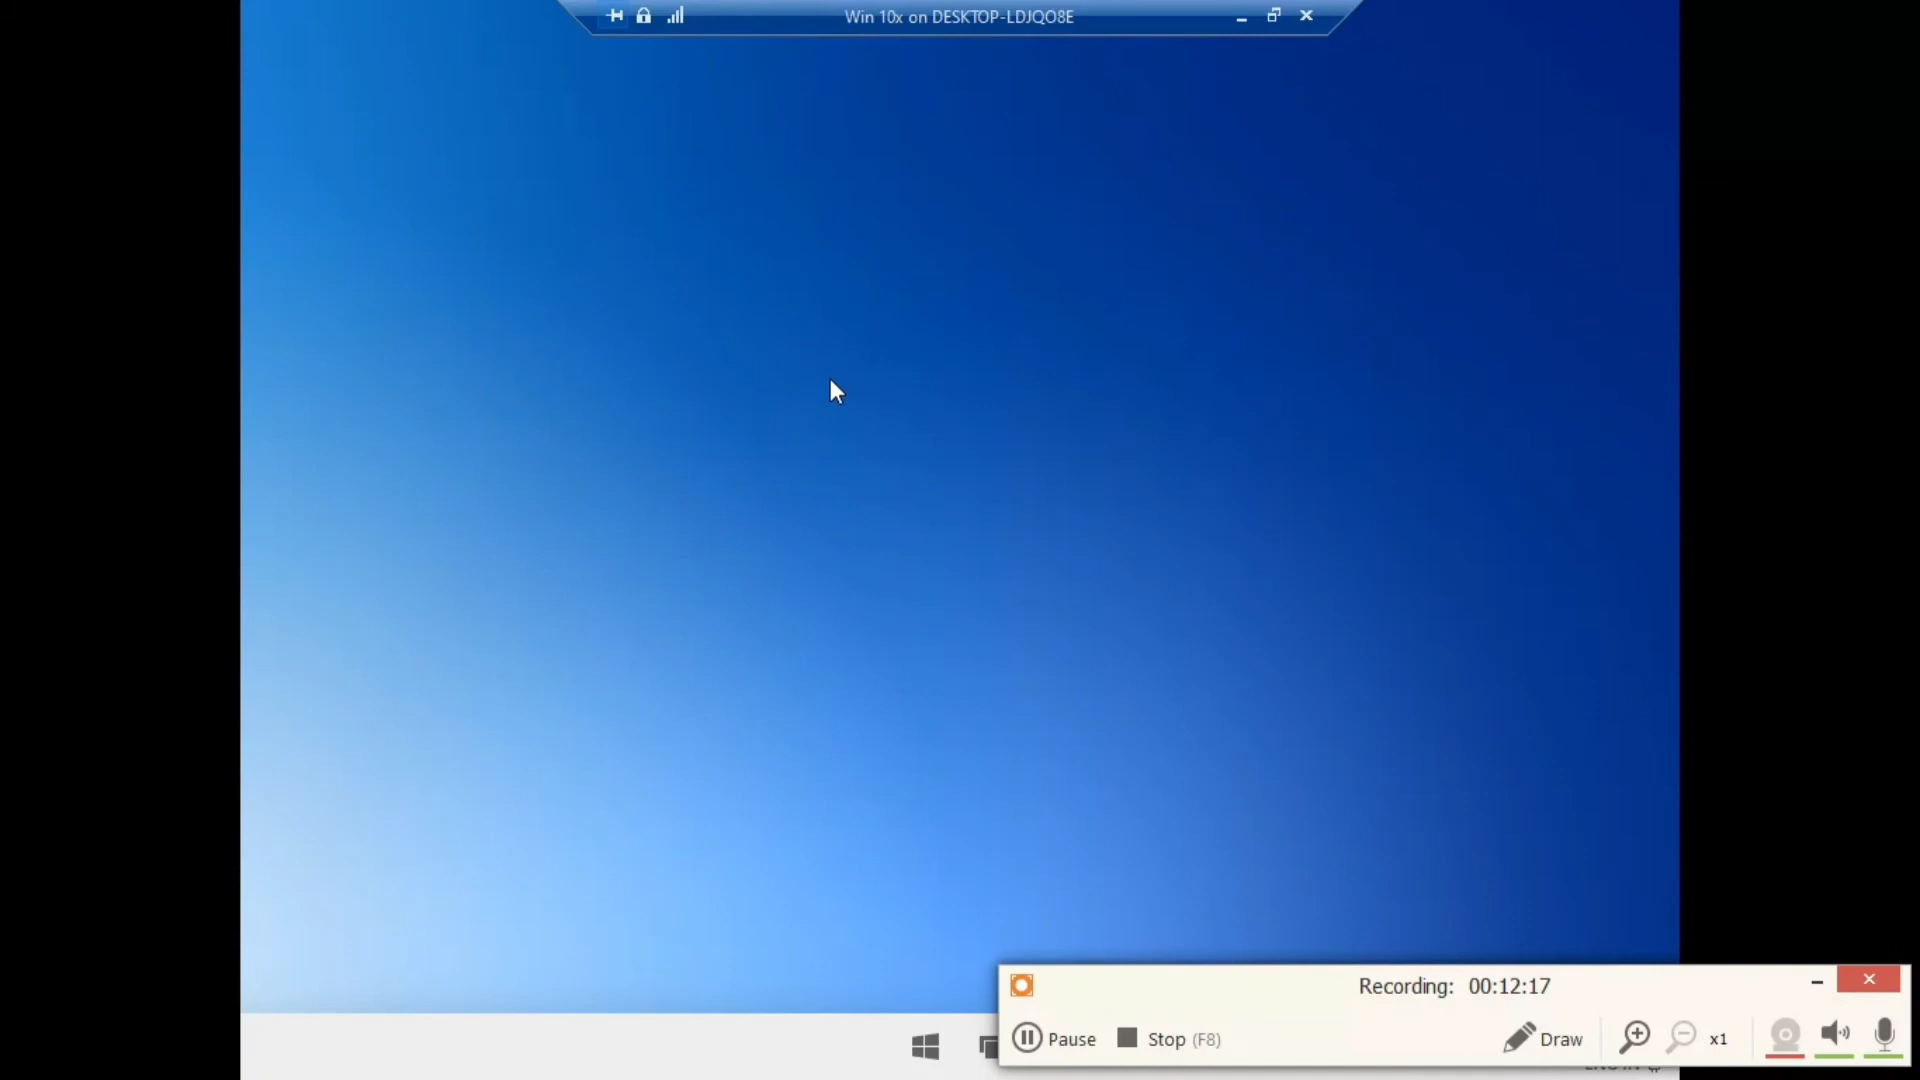 Win 10x on DESKTOP-LDJQO8E
Recording: 00:12:17
Pause Stop (F8) Draw x1